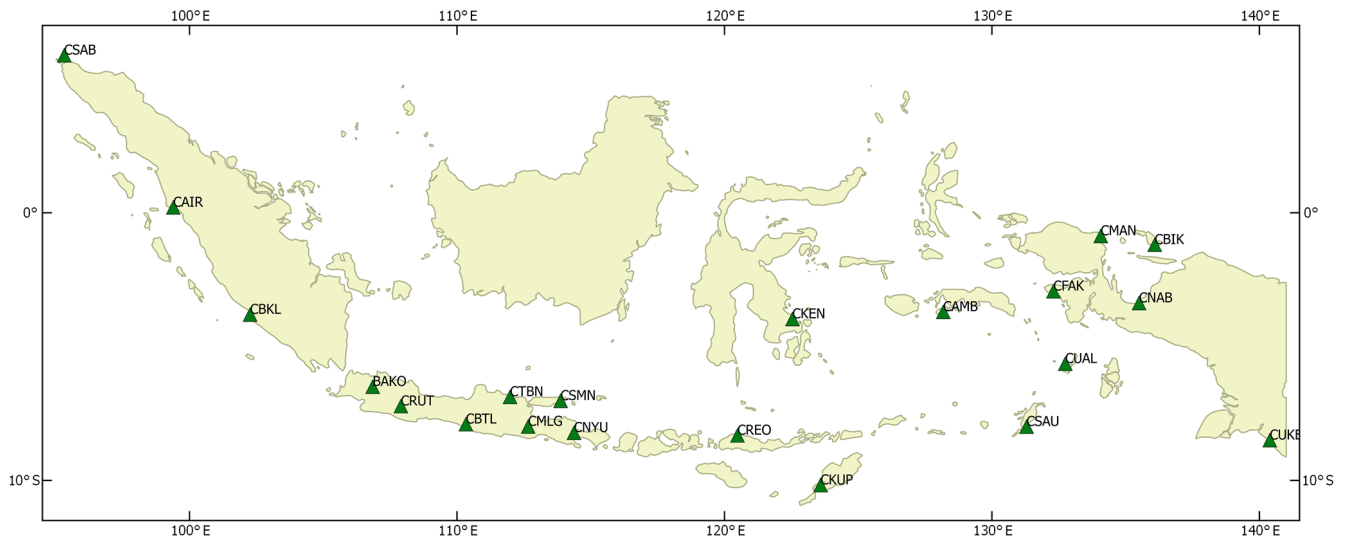 100°E 110°E 120°E 130°E 140°E
CSAB
CAIR
0° 0°
CMAN
CBIK
CFAK
CNAB
CBKL
CAMB
CKEN
CUAL
BAKO
CTBN
CSMN
CRUT
CBTL
CMLG
CNYU
CREO
CSAU
CUKE
CKUP
10°S 10°S
100°E 110°E 120°E 130°E 140°E